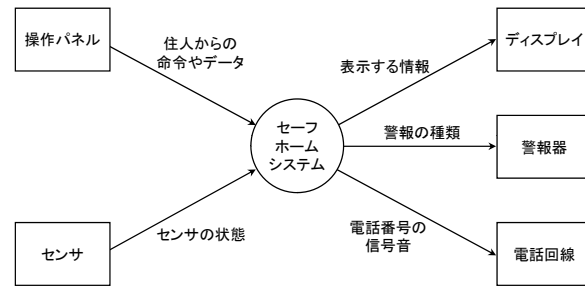 操作パネル
住人からの
命令やデータ
ディスプレイ
表示する情報
セーフ
ホーム
システム
警報の種類
警報器
センサ
センサの状態
電話番号の
信号音
電話回線